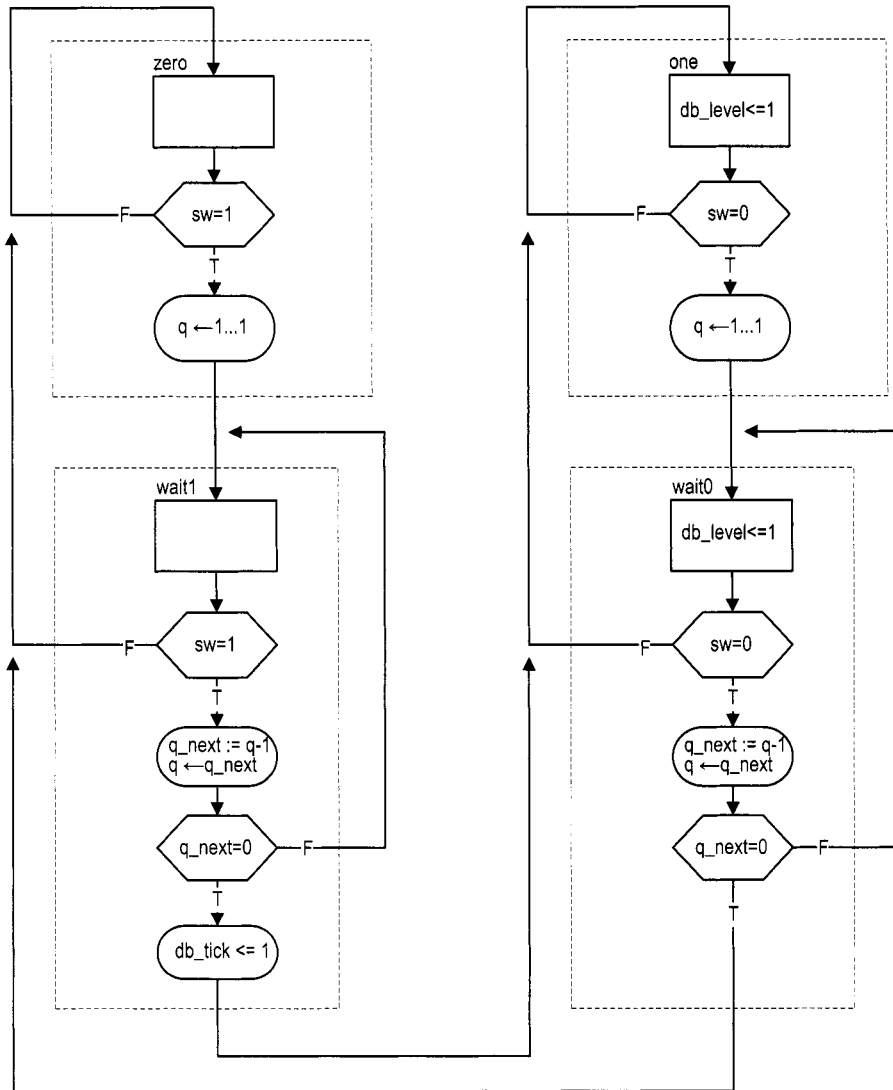 zero
F
sw=1
T
q ←1...1
wait1
F
sw=1
T
q_next := q-1
q ←q_next
q_next=0
F
T
db_tick <= 1
one
db_level<=1
F
sw=0
T
q ←1...1
wait0
db_level<=1
F
sw=0
T
q_next := q-1
q ←q_next
q_next=0
F
T